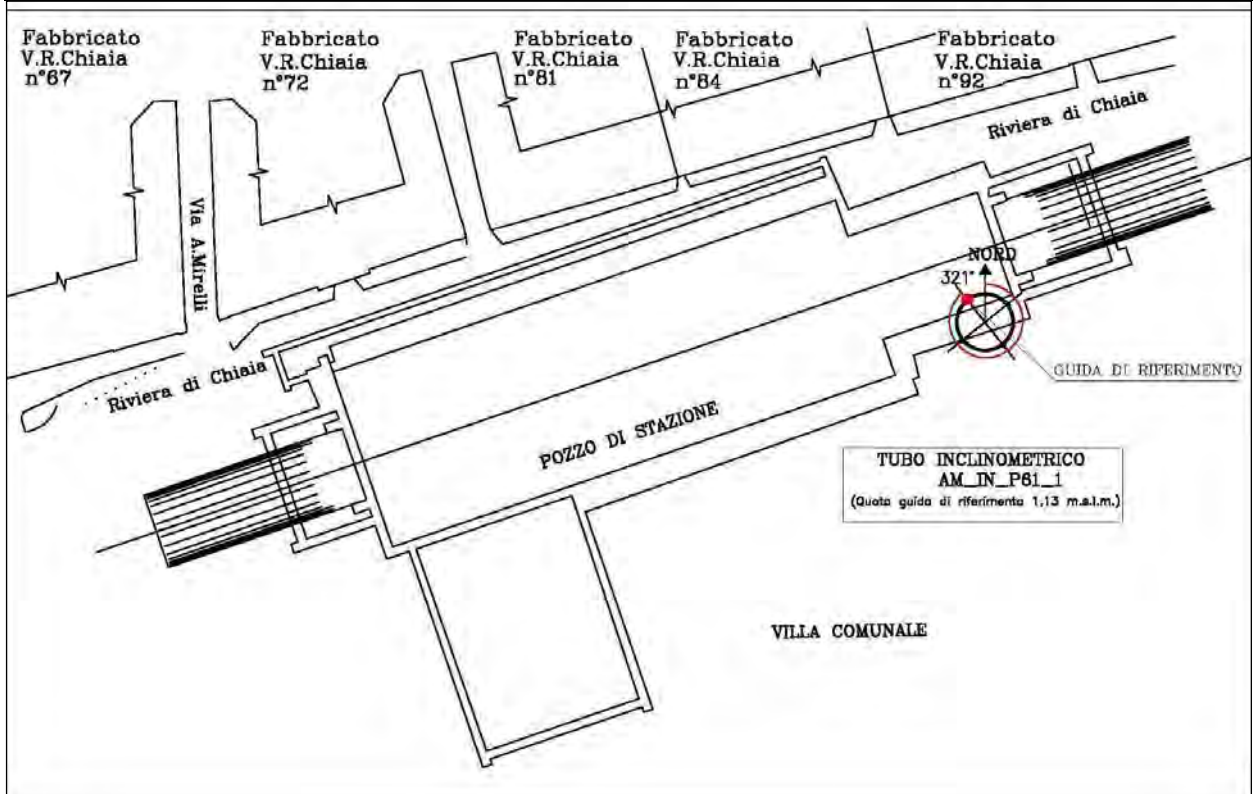 Fabbricato
V.R.Chiaia
n°67
Fabbricato
V.R.Chiaia
n°72
Fabbricato
V.R.Chiaia
n°81
Fabbricato
V.R.Chiaia
n°84
Fabbricato
V.R.Chiaia
n°92
Riviera di Chiaia
Via A.Mirelli
NORD
321°
Riviera di Chiaia
GUIDA DI RIFERIMENTO
POZZO DI STAZIONE
TUBO INCLINOMETRICO
AM_IN_P61_1
(Quota guida di riferimento 1,13 m.s.l.m.)
VILLA COMUNALE